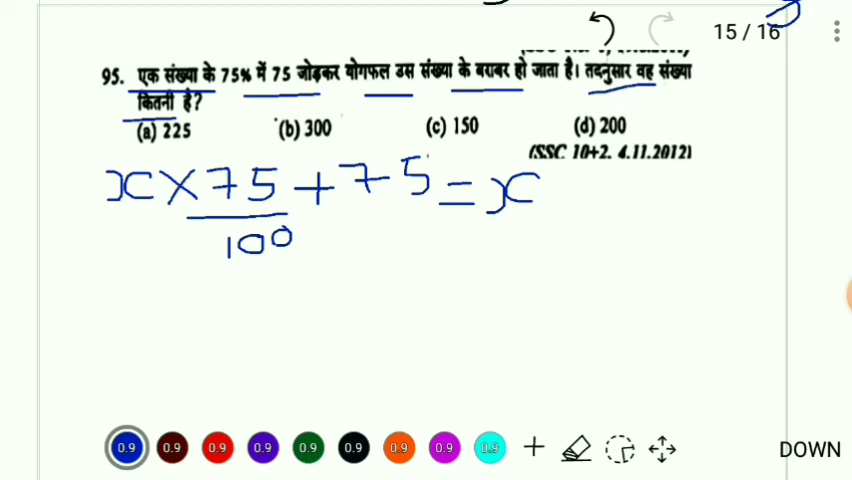 15 / 16
95. एक संख्या के 75% में 75 जोड़कर योगफल उस संख्या के बराबर हो जाता है। तदनुसार वह संख्या
कितनी है?
(a) 225 (b) 300 (c) 150 (d) 200
(SSC 10+2, 4.11.2012)
x × 75 + 75 = x
100
0.9 0.9 0.9 0.9 0.9 0.9 0.9 0.9 0.9 + DOWN